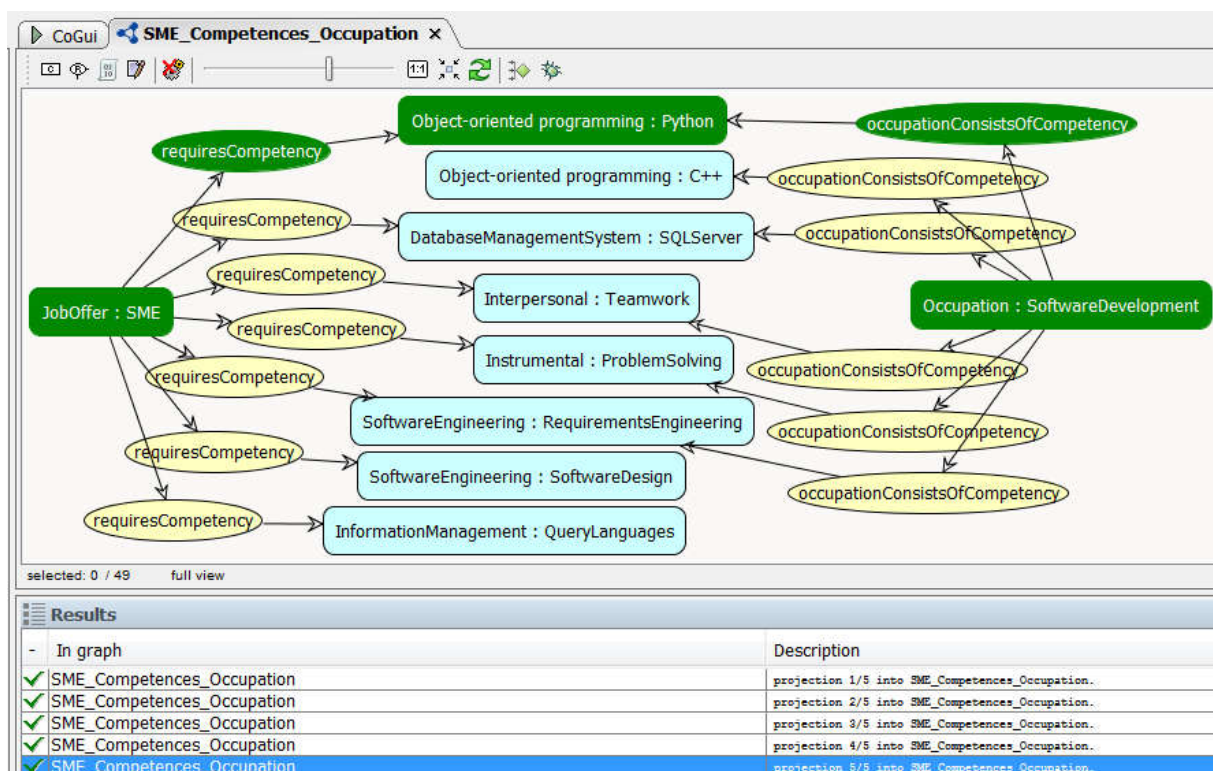 CoGui
SME_Competences_Occupation ×
1:1
Object-oriented programming : Python
occupationConsistsOfCompetency
requiresCompetency
Object-oriented programming : C++
occupationConsistsOfCompetency
requiresCompetency
DatabaseManagementSystem : SQLServer
occupationConsistsOfCompetency
requiresCompetency
Interpersonal : Teamwork
JobOffer : SME
Occupation : SoftwareDevelopment
requiresCompetency
Instrumental : ProblemSolving
occupationConsistsOfCompetency
requiresCompetency
SoftwareEngineering : RequirementsEngineering
occupationConsistsOfCompetency
requiresCompetency
SoftwareEngineering : SoftwareDesign
occupationConsistsOfCompetency
requiresCompetency
InformationManagement : QueryLanguages
selected: 0 / 49 full view
Results
- In graph Description
SME_Competences_Occupation projection 1/5 into SME_Competences_Occupation.
SME_Competences_Occupation projection 2/5 into SME_Competences_Occupation.
SME_Competences_Occupation projection 3/5 into SME_Competences_Occupation.
SME_Competences_Occupation projection 4/5 into SME_Competences_Occupation.
SME_Competences_Occupation projection 5/5 into SME_Competences_Occupation.